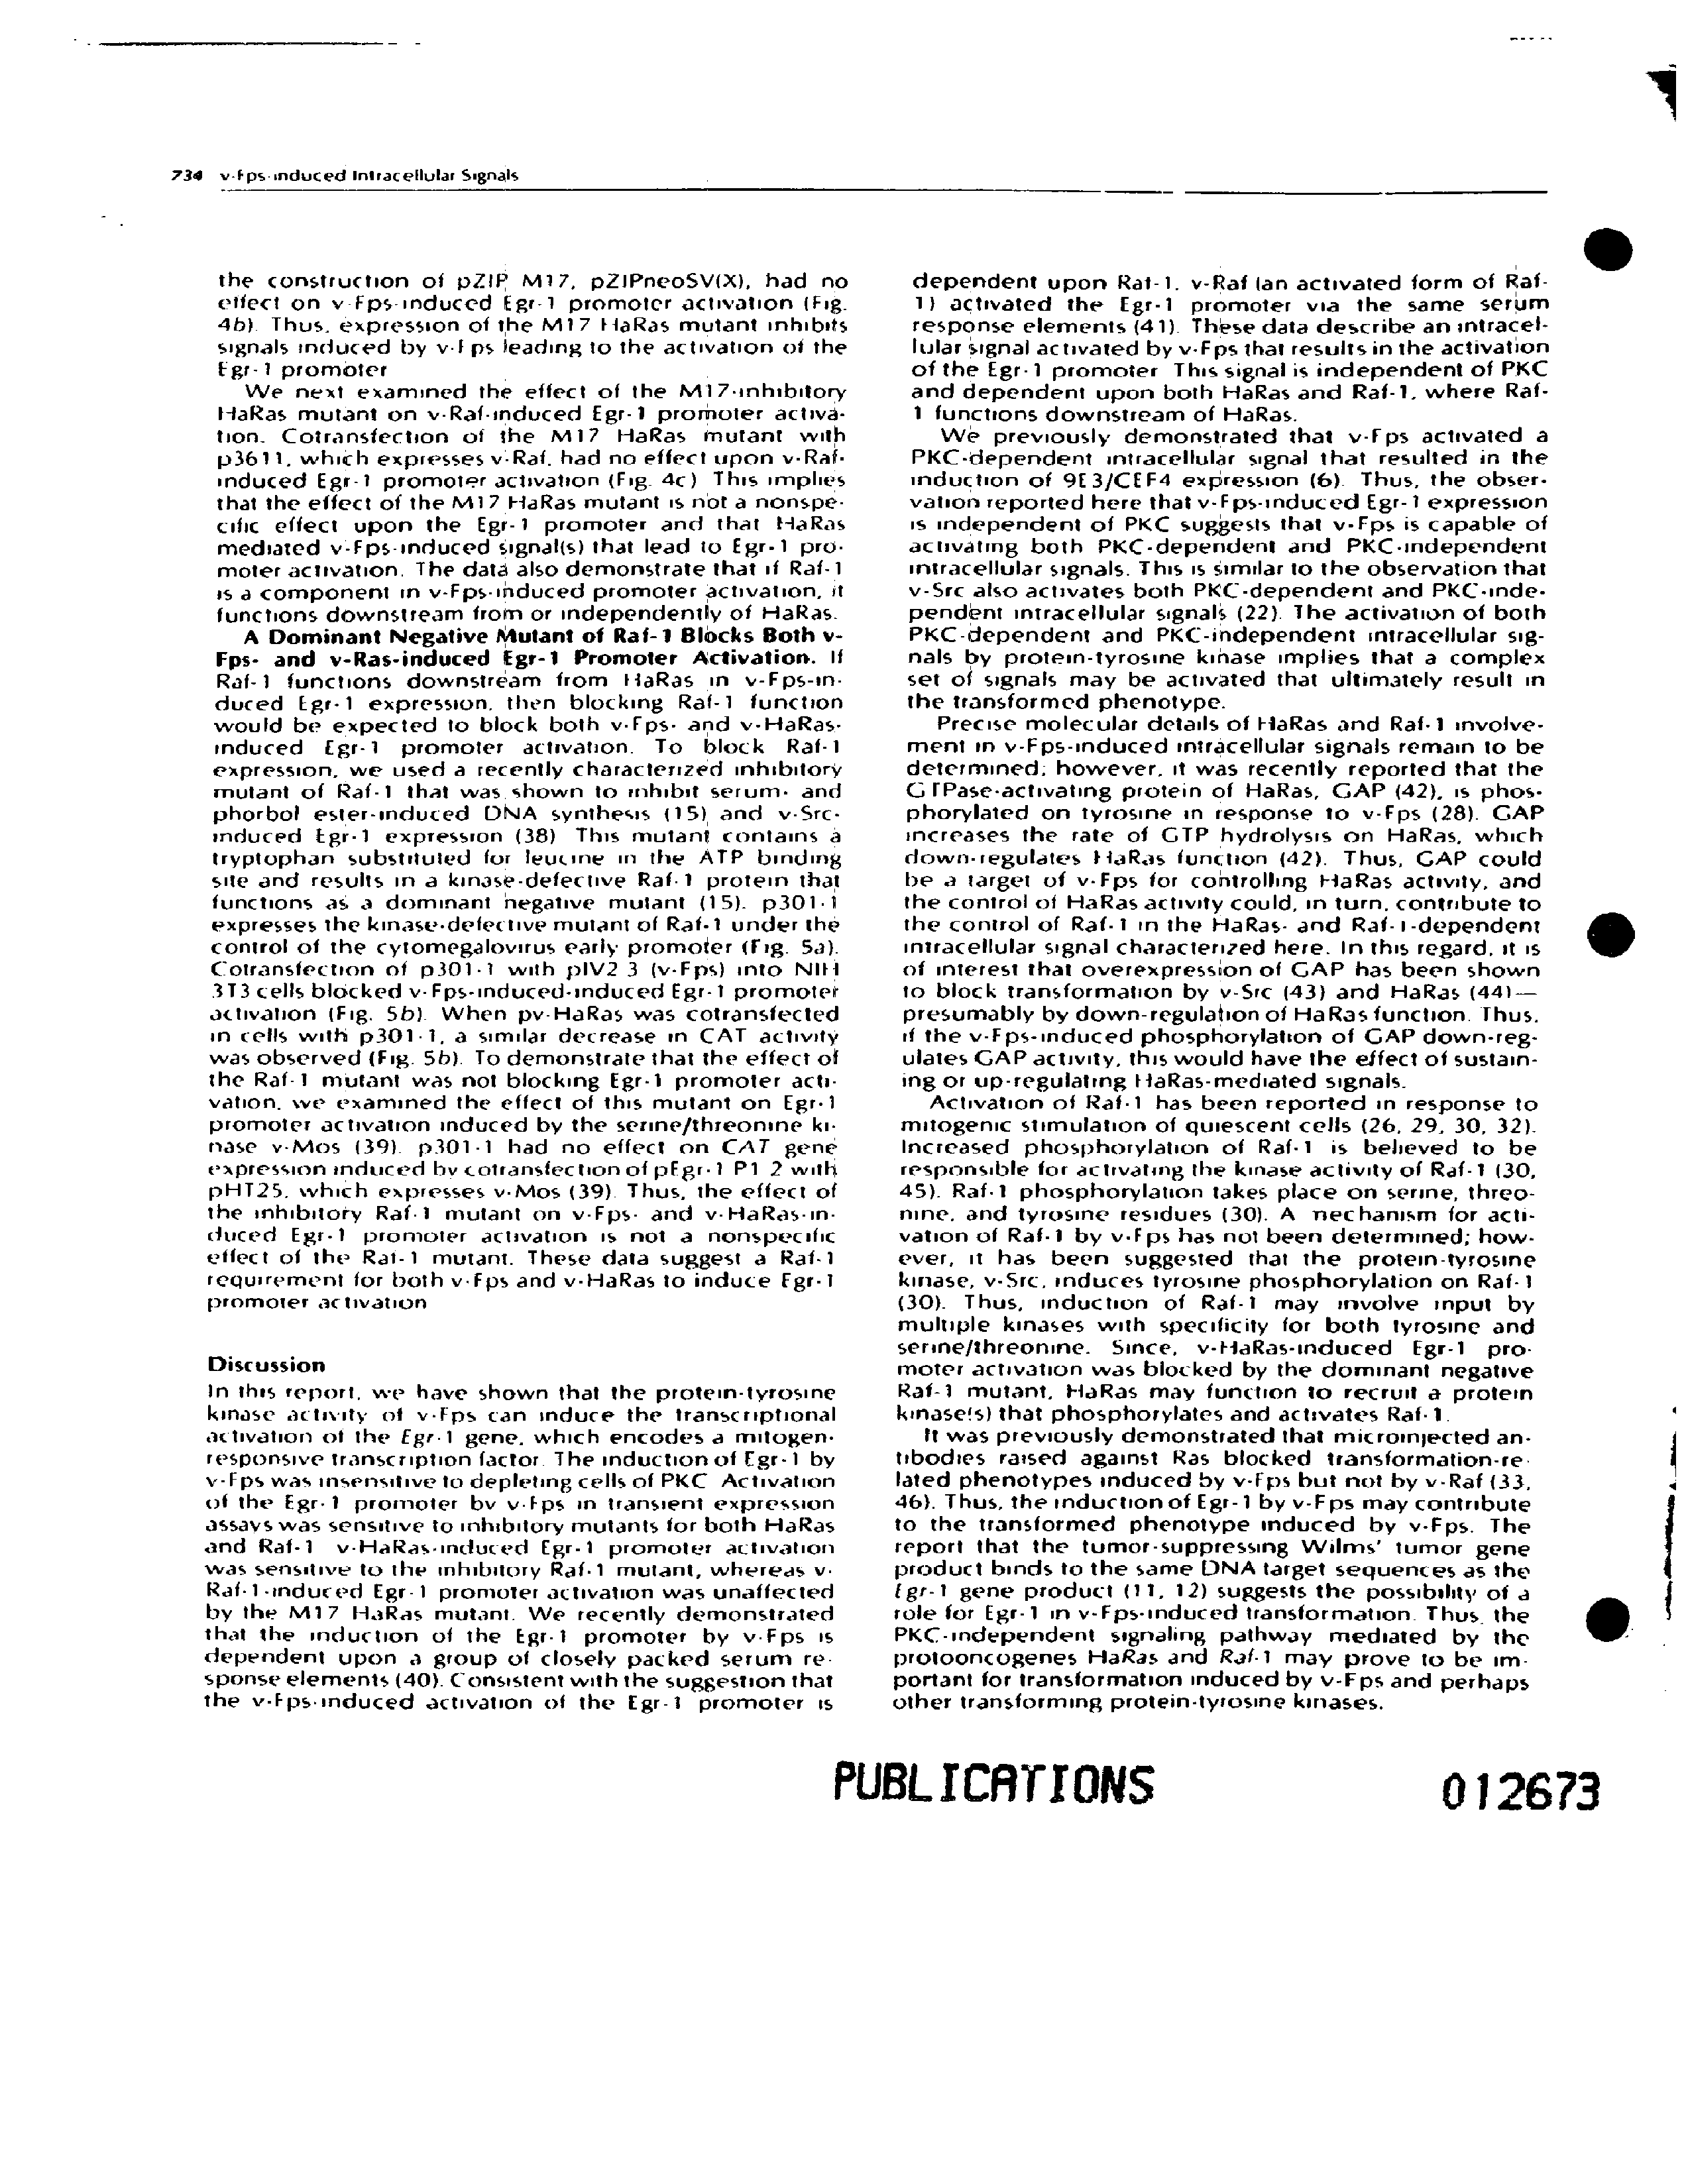 734 v-Fps-induced Intracellular Signals
the construction of pZIP M17, pZIPneoSV(X), had no
effect on v-Fps-induced Egr-1 promoter activation (Fig.
4b). Thus, expression of the M17 HaRas mutant inhibits
signals induced by v-Fps leading to the activation of the
Egr-1 promoter
We next examined the effect of the M17-inhibitory
HaRas mutant on v-Raf-induced Egr-1 promoter activa-
tion. Cotransfection of the M17 HaRas mutant with
p3611, which expresses v-Raf, had no effect upon v-Raf-
induced Egr-1 promoter activation (Fig. 4c) This implies
that the effect of the M17 HaRas mutant is not a nonspe-
cific effect upon the Egr-1 promoter and that HaRas
mediated v-Fps-induced signal(s) that lead to Egr-1 pro-
moter activation. The data also demonstrate that if Raf-1
is a component in v-Fps-induced promoter activation, it
functions downstream from or independently of HaRas.
A Dominant Negative Mutant of Raf-1 Blocks Both v-
Fps- and v-Ras-induced Egr-1 Promoter Activation. If
Raf-1 functions downstream from HaRas in v-Fps-in-
duced Egr-1 expression, then blocking Raf-1 function
would be expected to block both v-Fps- and v-HaRas-
induced Egr-1 promoter activation. To block Raf-1
expression, we used a recently characterized inhibitory
mutant of Raf-1 that was shown to inhibit serum- and
phorbol ester-induced DNA synthesis (15) and v-Src-
induced Egr-1 expression (38) This mutant contains a
tryptophan substituted for leucine in the ATP binding
site and results in a kinase-defective Raf-1 protein that
functions as a dominant negative mutant (15). p301-1
expresses the kinase-defective mutant of Raf-1 under the
control of the cytomegalovirus early promoter (Fig. 5a).
Cotransfection of p301-1 with pIV2 3 (v-Fps) into NIH
3T3 cells blocked v-Fps-induced-induced Egr-1 promoter
activation (Fig. 5b). When pv-HaRas was cotransfected
in cells with p301-1, a similar decrease in CAT activity
was observed (Fig. 5b). To demonstrate that the effect of
the Raf-1 mutant was not blocking Egr-1 promoter acti-
vation, we examined the effect of this mutant on Egr-1
promoter activation induced by the serine/threonine ki-
nase v-Mos (39). p301-1 had no effect on CAT gene
expression induced by cotransfection of pEgr-1 P1 2 with
pHT25, which expresses v-Mos (39). Thus, the effect of
the inhibitory Raf-1 mutant on v-Fps- and v-HaRas-in-
duced Egr-1 promoter activation is not a nonspecific
effect of the Raf-1 mutant. These data suggest a Raf-1
requirement for both v-Fps and v-HaRas to induce Egr-1
promoter activation
Discussion
In this report, we have shown that the protein-tyrosine
kinase activity of v-Fps can induce the transcriptional
activation of the Egr-1 gene, which encodes a mitogen-
responsive transcription factor. The induction of Egr-1 by
v-Fps was insensitive to depleting cells of PKC Activation
of the Egr-1 promoter by v-Fps in transient expression
assays was sensitive to inhibitory mutants for both HaRas
and Raf-1 v-HaRas-induced Egr-1 promoter activation
was sensitive to the inhibitory Raf-1 mutant, whereas v-
Raf-1-induced Egr-1 promoter activation was unaffected
by the M17 HaRas mutant. We recently demonstrated
that the induction of the Egr-1 promoter by v-Fps is
dependent upon a group of closely packed serum re-
sponse elements (40). Consistent with the suggestion that
the v-Fps-induced activation of the Egr-1 promoter is
dependent upon Raf-1, v-Raf (an activated form of Raf-
1) activated the Egr-1 promoter via the same serum
response elements (41). These data describe an intracel-
lular signal activated by v-Fps that results in the activation
of the Egr-1 promoter This signal is independent of PKC
and dependent upon both HaRas and Raf-1, where Raf-
1 functions downstream of HaRas.
We previously demonstrated that v-Fps activated a
PKC-dependent intracellular signal that resulted in the
induction of 9E3/CEF4 expression (6). Thus, the obser-
vation reported here that v-Fps-induced Egr-1 expression
is independent of PKC suggests that v-Fps is capable of
activating both PKC-dependent and PKC-independent
intracellular signals. This is similar to the observation that
v-Src also activates both PKC-dependent and PKC-inde-
pendent intracellular signals (22). The activation of both
PKC-dependent and PKC-independent intracellular sig-
nals by protein-tyrosine kinase implies that a complex
set of signals may be activated that ultimately result in
the transformed phenotype.
Precise molecular details of HaRas and Raf-1 involve-
ment in v-Fps-induced intracellular signals remain to be
determined; however, it was recently reported that the
GTPase-activating protein of HaRas, GAP (42), is phos-
phorylated on tyrosine in response to v-Fps (28). GAP
increases the rate of GTP hydrolysis on HaRas, which
down-regulates HaRas function (42). Thus, GAP could
be a target of v-Fps for controlling HaRas activity, and
the control of HaRas activity could, in turn, contribute to
the control of Raf-1 in the HaRas- and Raf-1-dependent
intracellular signal characterized here. In this regard, it is
of interest that overexpression of GAP has been shown
to block transformation by v-Src (43) and HaRas (44)—
presumably by down-regulation of HaRas function. Thus,
if the v-Fps-induced phosphorylation of GAP down-reg-
ulates GAP activity, this would have the effect of sustain-
ing or up-regulating HaRas-mediated signals.
Activation of Raf-1 has been reported in response to
mitogenic stimulation of quiescent cells (26, 29, 30, 32).
Increased phosphorylation of Raf-1 is believed to be
responsible for activating the kinase activity of Raf-1 (30,
45). Raf-1 phosphorylation takes place on serine, threo-
nine, and tyrosine residues (30). A mechanism for acti-
vation of Raf-1 by v-Fps has not been determined; how-
ever, it has been suggested that the protein-tyrosine
kinase, v-Src, induces tyrosine phosphorylation on Raf-1
(30). Thus, induction of Raf-1 may involve input by
multiple kinases with specificity for both tyrosine and
serine/threonine. Since, v-HaRas-induced Egr-1 pro-
moter activation was blocked by the dominant negative
Raf-1 mutant, HaRas may function to recruit a protein
kinase(s) that phosphorylates and activates Raf-1.
It was previously demonstrated that microinjected an-
tibodies raised against Ras blocked transformation-re-
lated phenotypes induced by v-Fps but not by v-Raf (33,
46). Thus, the induction of Egr-1 by v-Fps may contribute
to the transformed phenotype induced by v-Fps. The
report that the tumor-suppressing Wilms' tumor gene
product binds to the same DNA target sequences as the
Egr-1 gene product (11, 12) suggests the possibility of a
role for Egr-1 in v-Fps-induced transformation. Thus, the
PKC-independent signaling pathway mediated by the
protooncogenes HaRas and Raf-1 may prove to be im-
portant for transformation induced by v-Fps and perhaps
other transforming protein-tyrosine kinases.
PUBLICATIONS 012673